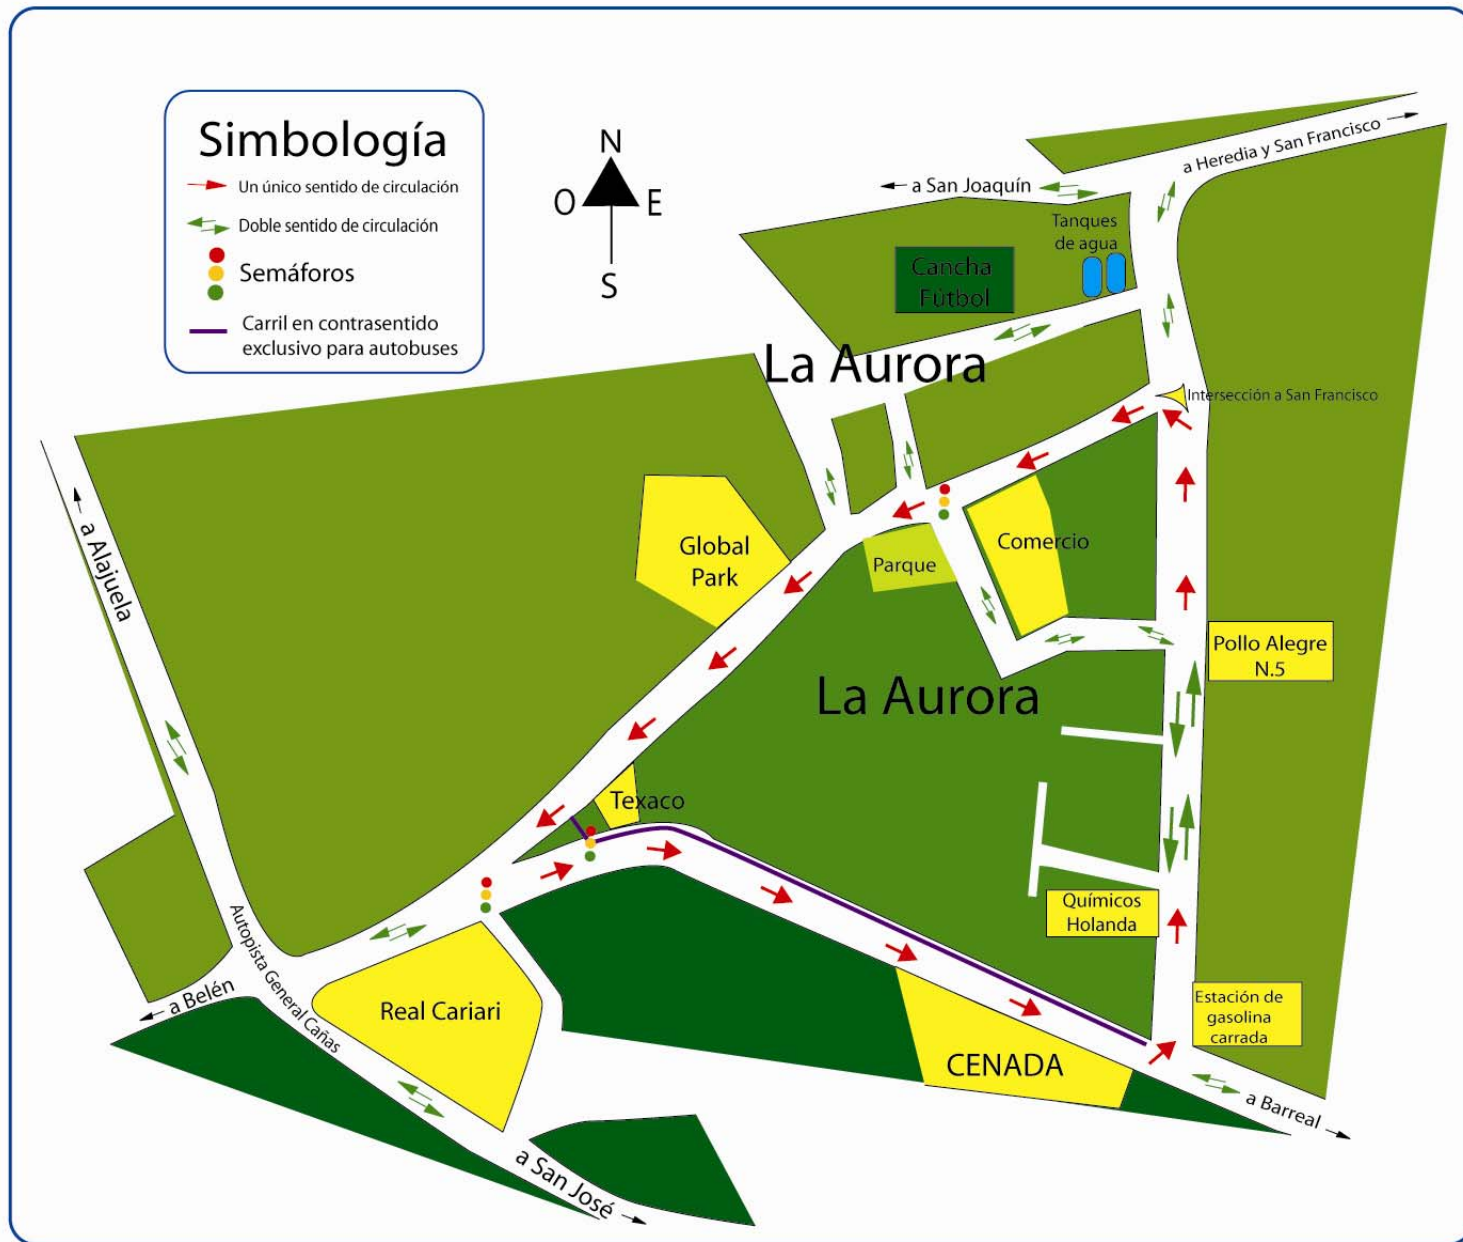 Simbología
Un único sentido de circulación
Doble sentido de circulación
Semáforos
Carril en contrasentido
exclusivo para autobuses
N
O
E
S
a Heredia y San Francisco
a San Joaquín
Tanques
de agua
Cancha
Fútbol
La Aurora
Intersección a San Francisco
Global
Park
Comercio
Parque
a Alajuela
Pollo Alegre
N.5
La Aurora
Texaco
Químicos
Holanda
Autopista General Cañas
a Belén
Real Cariari
Estación de
gasolina
carrada
CENADA
a Barreal
a San José